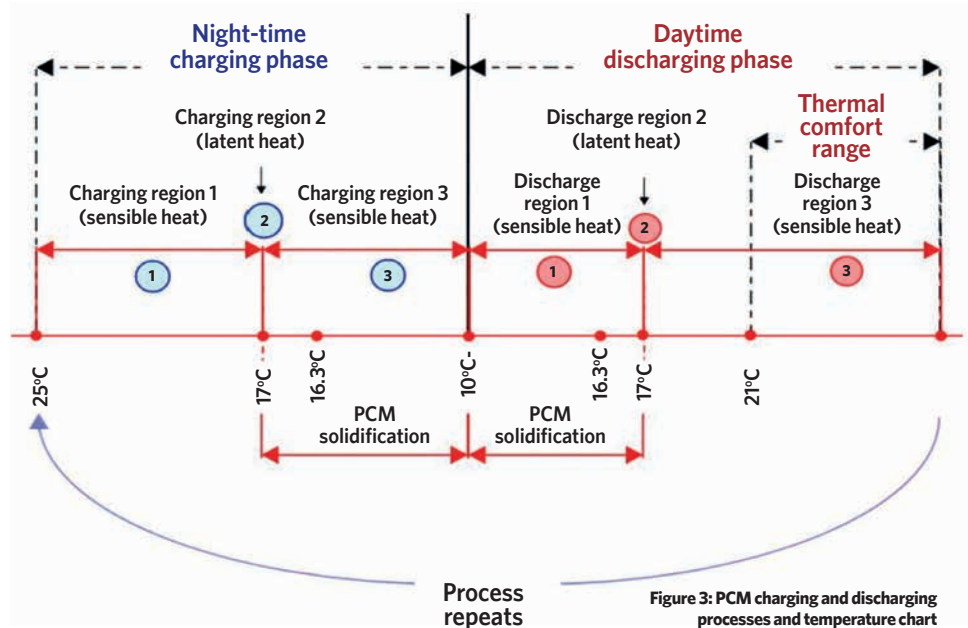 Night-time
charging phase
Daytime
discharging phase
Charging region 2
(latent heat)
Discharge region 2
(latent heat)
Thermal
comfort
range
Charging region 1
(sensible heat)
Charging region 3
(sensible heat)
Discharge
region 1
(sensible heat)
Discharge
region 3
(sensible heat)
2
2
1
3
1
3
25°C
17°C
16.3°C
10°C-
16.3°C
17°C
21°C
PCM
solidification
PCM
solidification
Process
repeats
Figure 3: PCM charging and discharging
processes and temperature chart